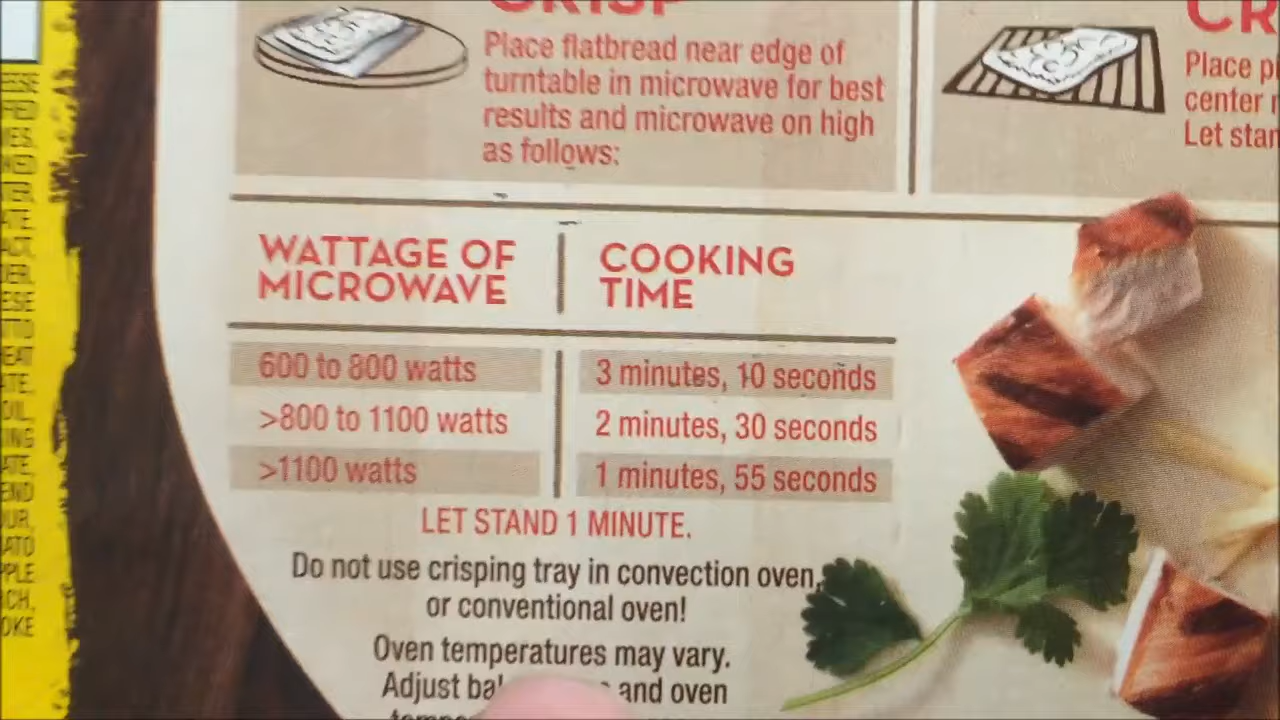 CRISP
Place flatbread near edge of
turntable in microwave for best
results and microwave on high
as follows:
Place
center
Let
WATTAGE OF
MICROWAVE
COOKING
TIME
600 to 800 watts
3 minutes, 10 seconds
>800 to 1100 watts
2 minutes, 30 seconds
>1100 watts
1 minutes, 55 seconds
LET STAND 1 MINUTE.
Do not use crisping tray in convection oven,
or conventional oven!
Oven temperatures may vary.
Adjust and oven